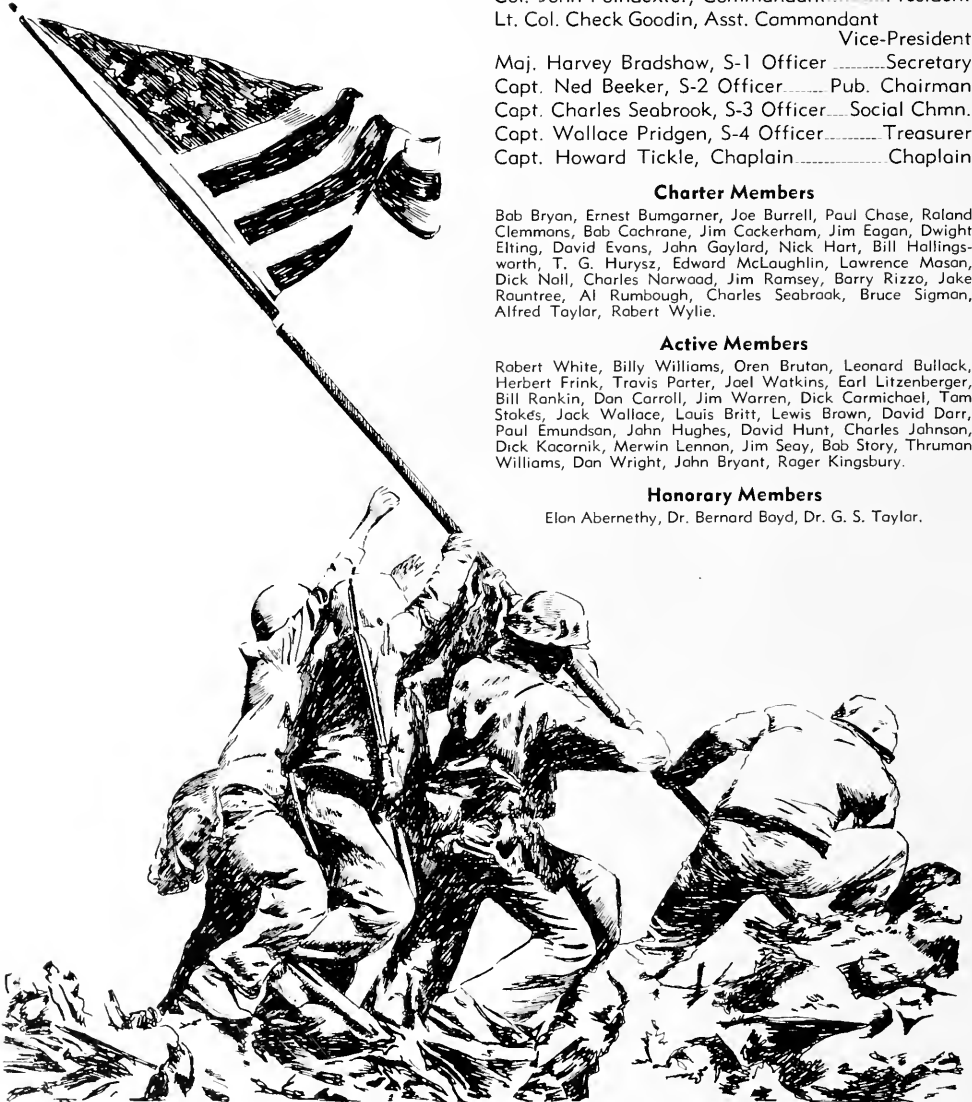 Col. John Poindexter, Commandant........President
Lt. Col. Check Goodin, Asst. Commandant
Vice-President
Maj. Harvey Bradshaw, S-1 Officer ........Secretary
Capt. Ned Beeker, S-2 Officer......Pub. Chairman
Capt. Charles Seabrook, S-3 Officer....Social Chmn.
Capt. Wallace Pridgen, S-4 Officer..........Treasurer
Capt. Howard Tickle, Chaplain................Chaplain
Charter Members
Bob Bryan, Ernest Bumgarner, Joe Burrell, Paul Chase, Roland
Clemmons, Bob Cochrane, Jim Cockerham, Jim Eagan, Dwight
Elting, David Evans, John Gaylord, Nick Hart, Bill Hollings-
worth, T. G. Hurysz, Edward McLaughlin, Lawrence Mason,
Dick Noll, Charles Norwood, Jim Ramsey, Barry Rizzo, Jake
Rountree, Al Rumbough, Charles Seabrook, Bruce Sigman,
Alfred Taylor, Robert Wylie.
Active Members
Robert White, Billy Williams, Oren Bruton, Leonard Bullock,
Herbert Frink, Travis Porter, Joel Watkins, Earl Litzenberger,
Bill Rankin, Don Carroll, Jim Warren, Dick Carmichael, Tom
Stokes, Jack Wallace, Louis Britt, Lewis Brown, David Darr,
Paul Emundson, John Hughes, David Hunt, Charles Johnson,
Dick Kocornik, Merwin Lennon, Jim Seay, Bob Story, Thruman
Williams, Don Wright, John Bryant, Roger Kingsbury.
Honorary Members
Elon Abernethy, Dr. Bernard Boyd, Dr. G. S. Taylor.